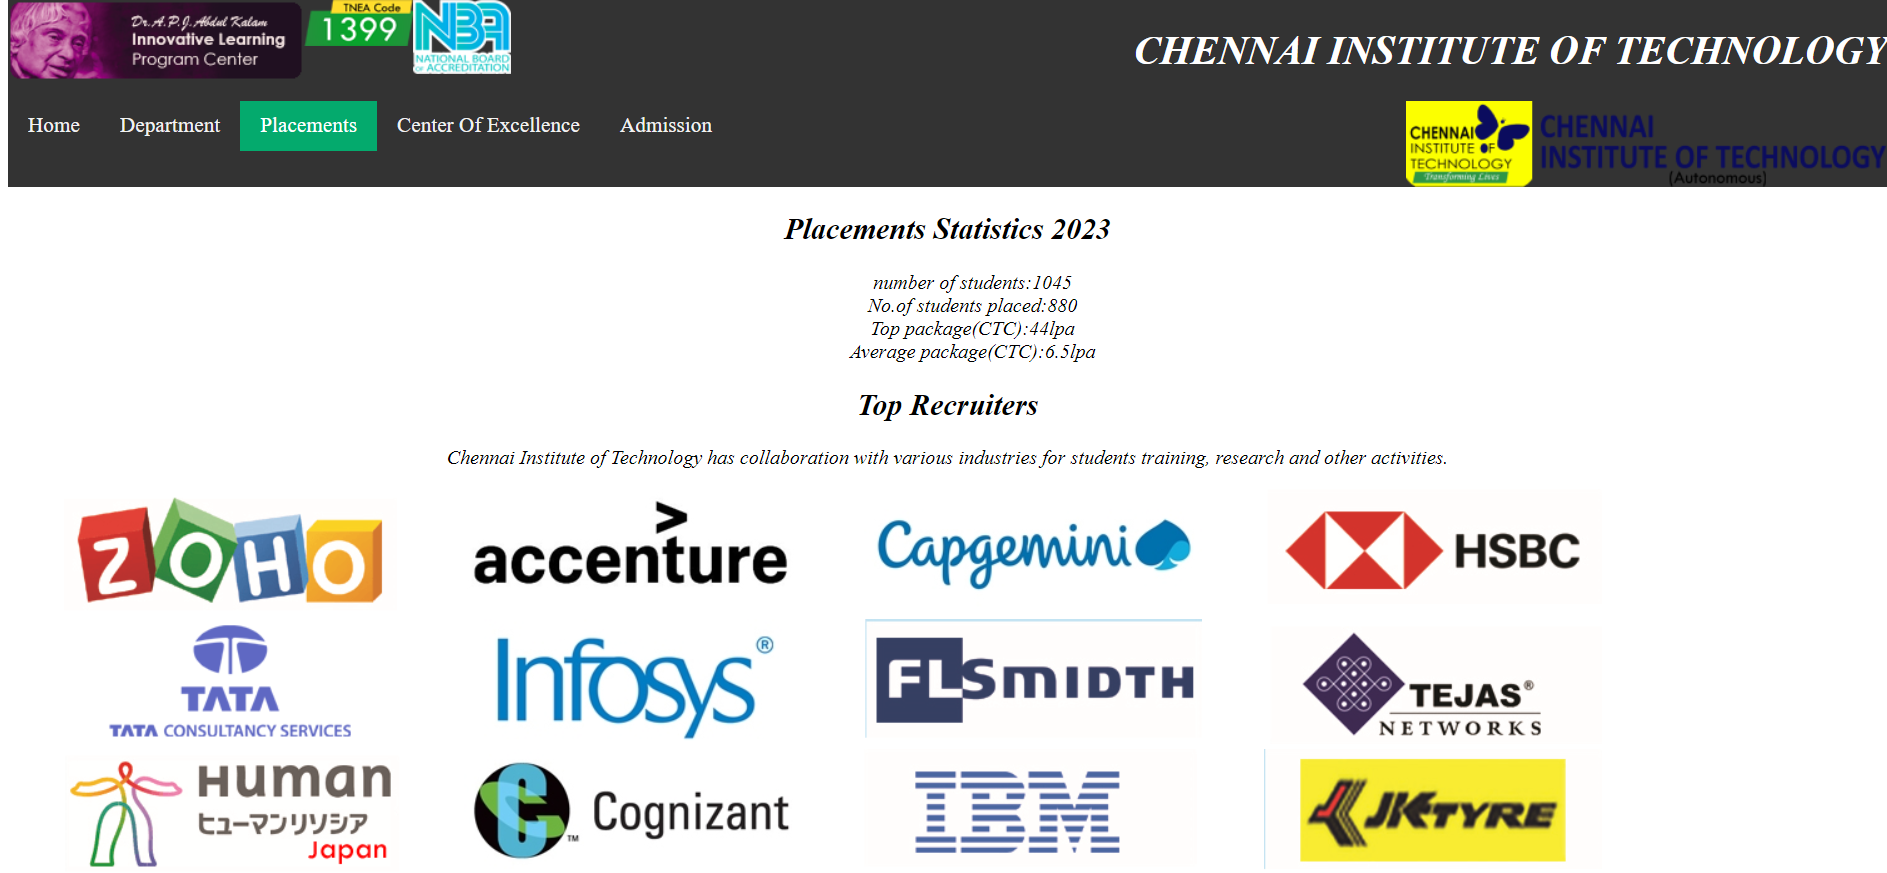 Dr. A.P.J. Abdul Kalam
Innovative Learning
Program Center
TNEA Code
1399
NBA
NATIONAL BOARD
OF ACCREDITATION
CHENNAI INSTITUTE OF TECHNOLOGY
Home Department Placements Center Of Excellence Admission
CHENNAI
INSTITUTE OF
TECHNOLOGY
Transforming Lives
CHENNAI
INSTITUTE OF TECHNOLOGY
(Autonomous)
Placements Statistics 2023
number of students:1045
No.of students placed:880
Top package(CTC):44lpa
Average package(CTC):6.5lpa
Top Recruiters
Chennai Institute of Technology has collaboration with various industries for students training, research and other activities.
ZOHO
accenture
Capgemini
HSBC
TATA
TATA CONSULTANCY SERVICES
Infosys®
FLSMIDTH
TEJAS®
NETWORKS
Human
ヒューマンリソシア
Japan
Cognizant™
IBM
JK TYRE